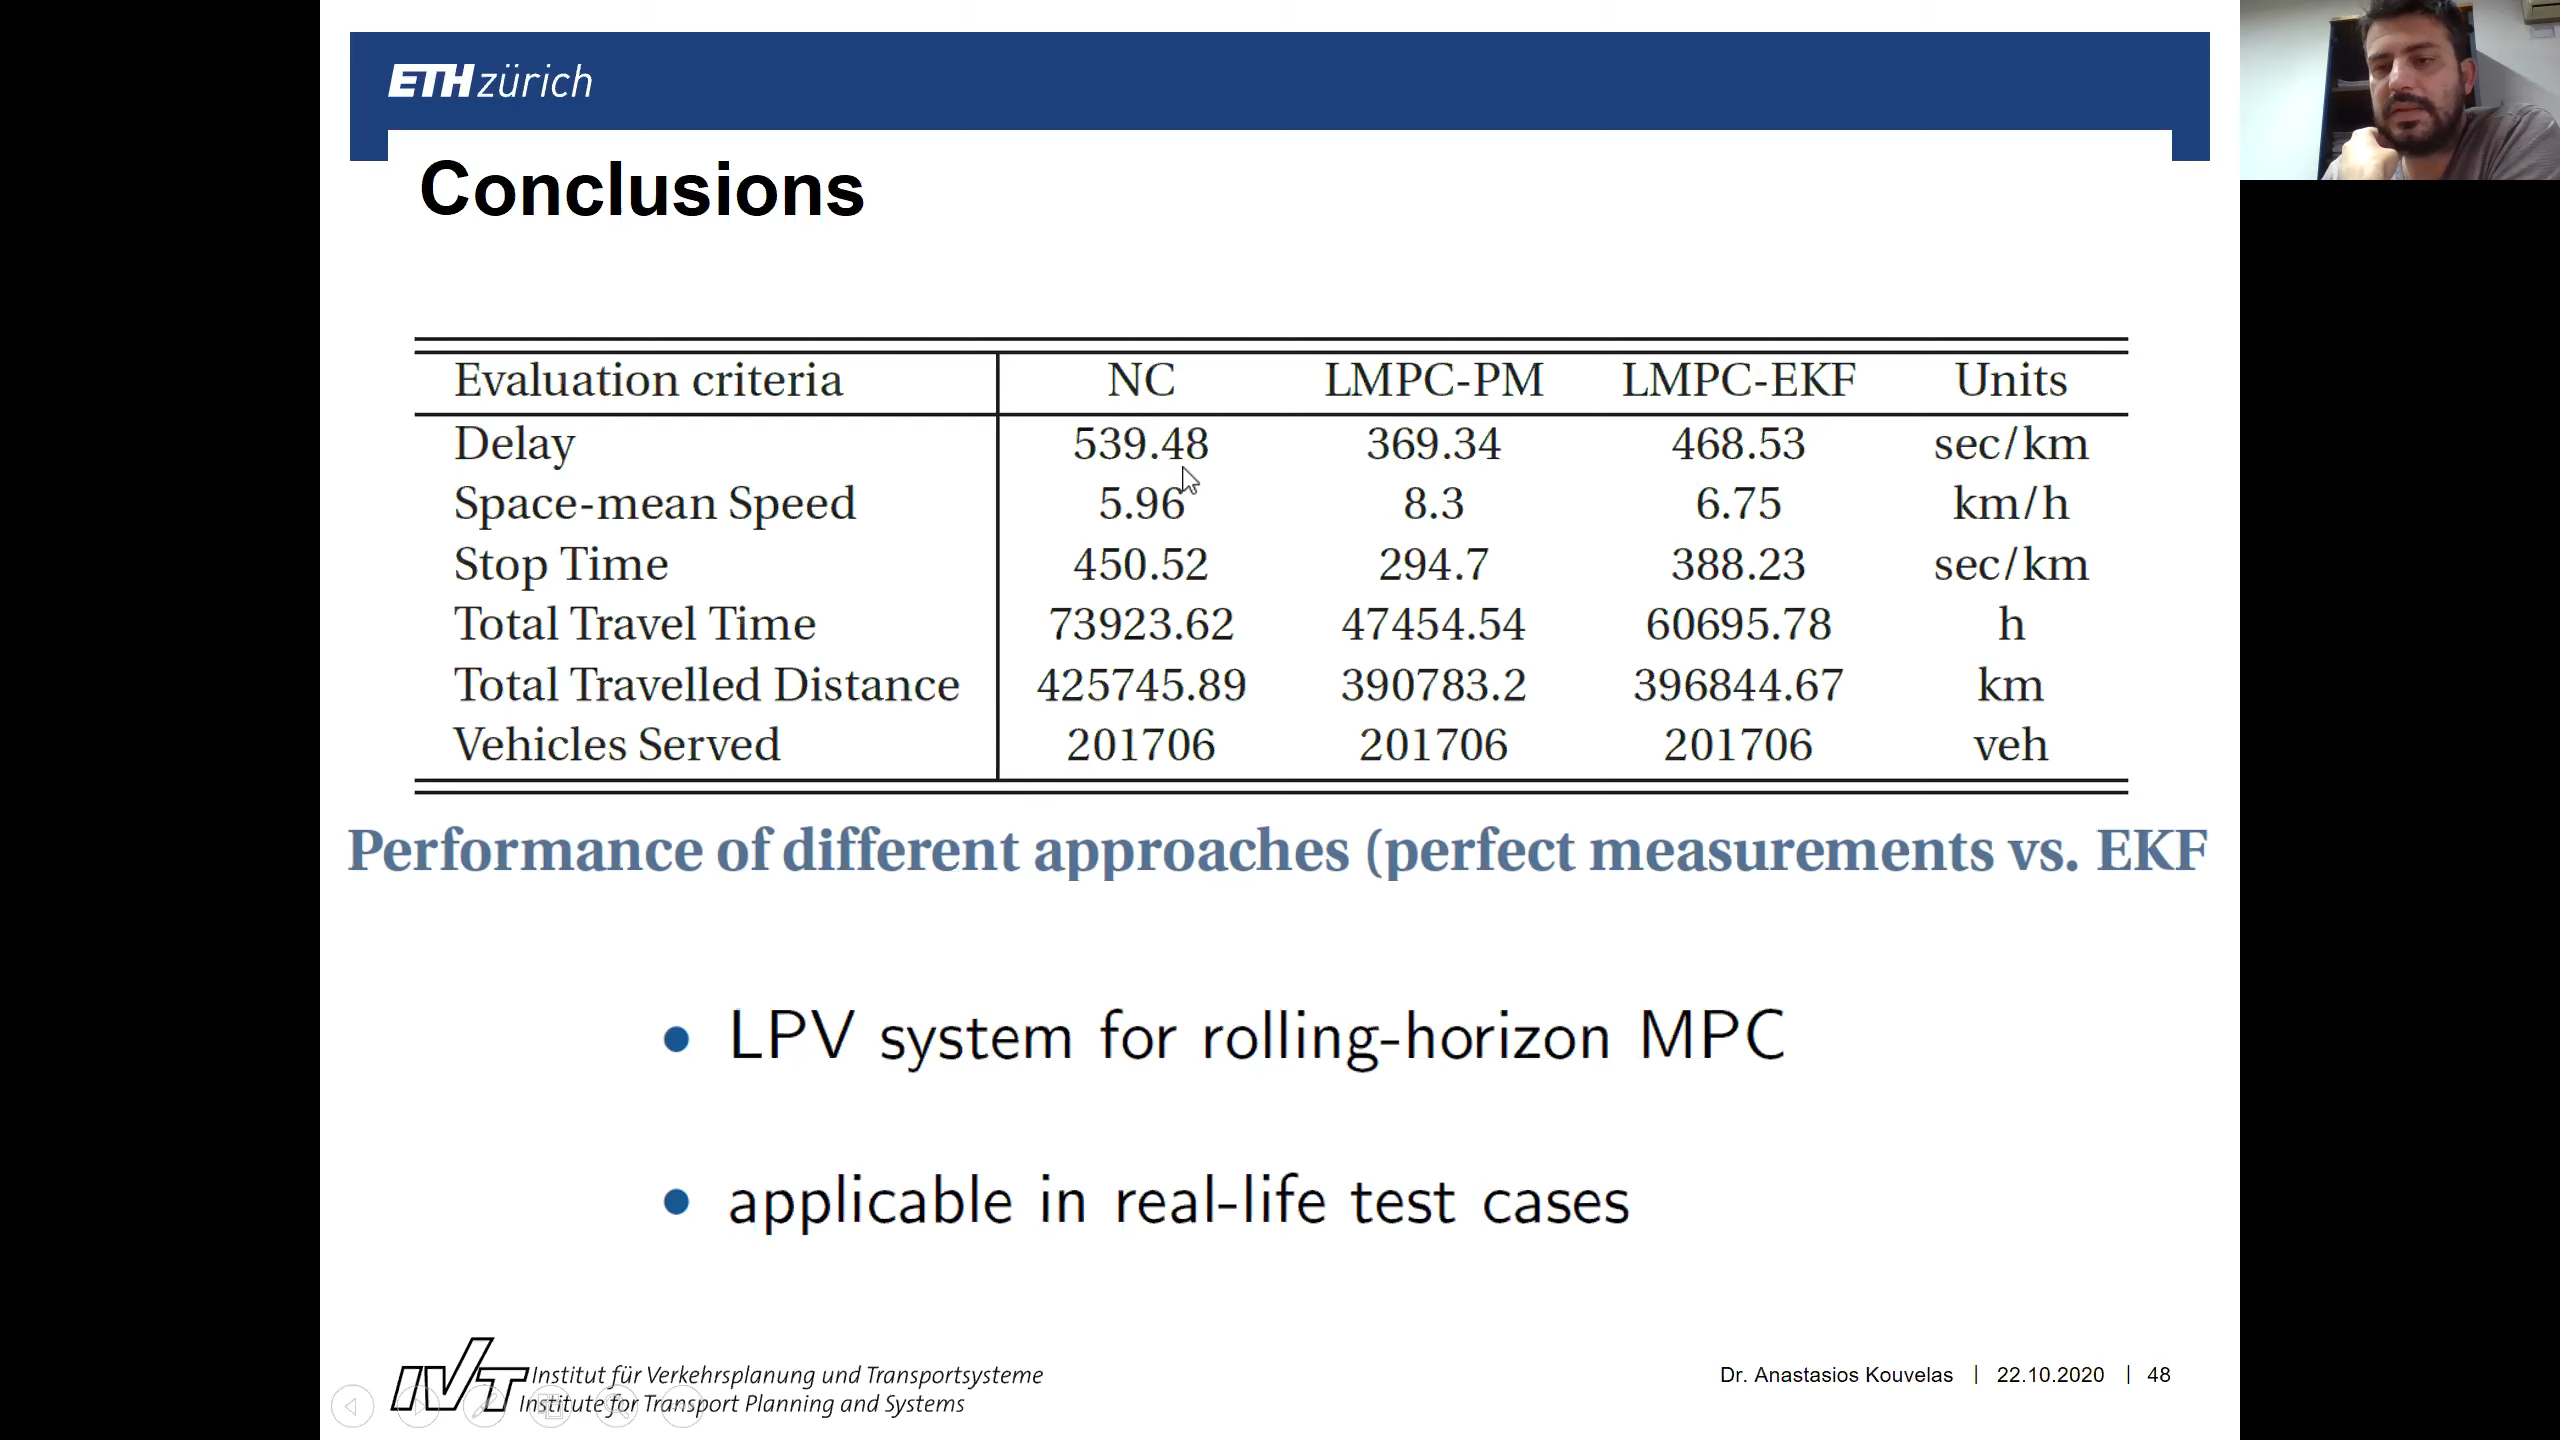 ETH zürich
Conclusions
Evaluation criteria NC LMPC-PM LMPC-EKF Units
Delay 539.48 369.34 468.53 sec/km
Space-mean Speed 5.96 8.3 6.75 km/h
Stop Time 450.52 294.7 388.23 sec/km
Total Travel Time 73923.62 47454.54 60695.78 h
Total Travelled Distance 425745.89 390783.2 396844.67 km
Vehicles Served 201706 201706 201706 veh
Performance of different approaches (perfect measurements vs. EKF
• LPV system for rolling-horizon MPC
• applicable in real-life test cases
IVT Institut für Verkehrsplanung und Transportsysteme
Institute for Transport Planning and Systems
Dr. Anastasios Kouvelas | 22.10.2020 | 48